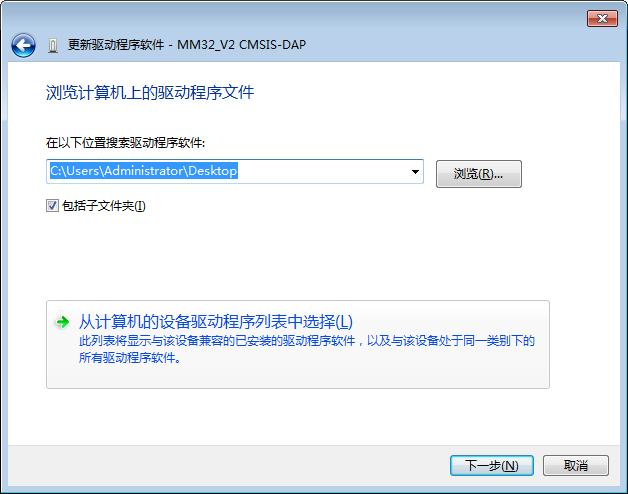 更新驱动程序软件 - MM32_V2 CMSIS-DAP
浏览计算机上的驱动程序文件
在以下位置搜索驱动程序软件:
C:\Users\Administrator\Desktop
浏览(R)...
包括子文件夹(I)
从计算机的设备驱动程序列表中选择(L)
此列表将显示与该设备兼容的已安装的驱动程序软件，以及与该设备处于同一类别下的
所有驱动程序软件。
下一步(N)
取消